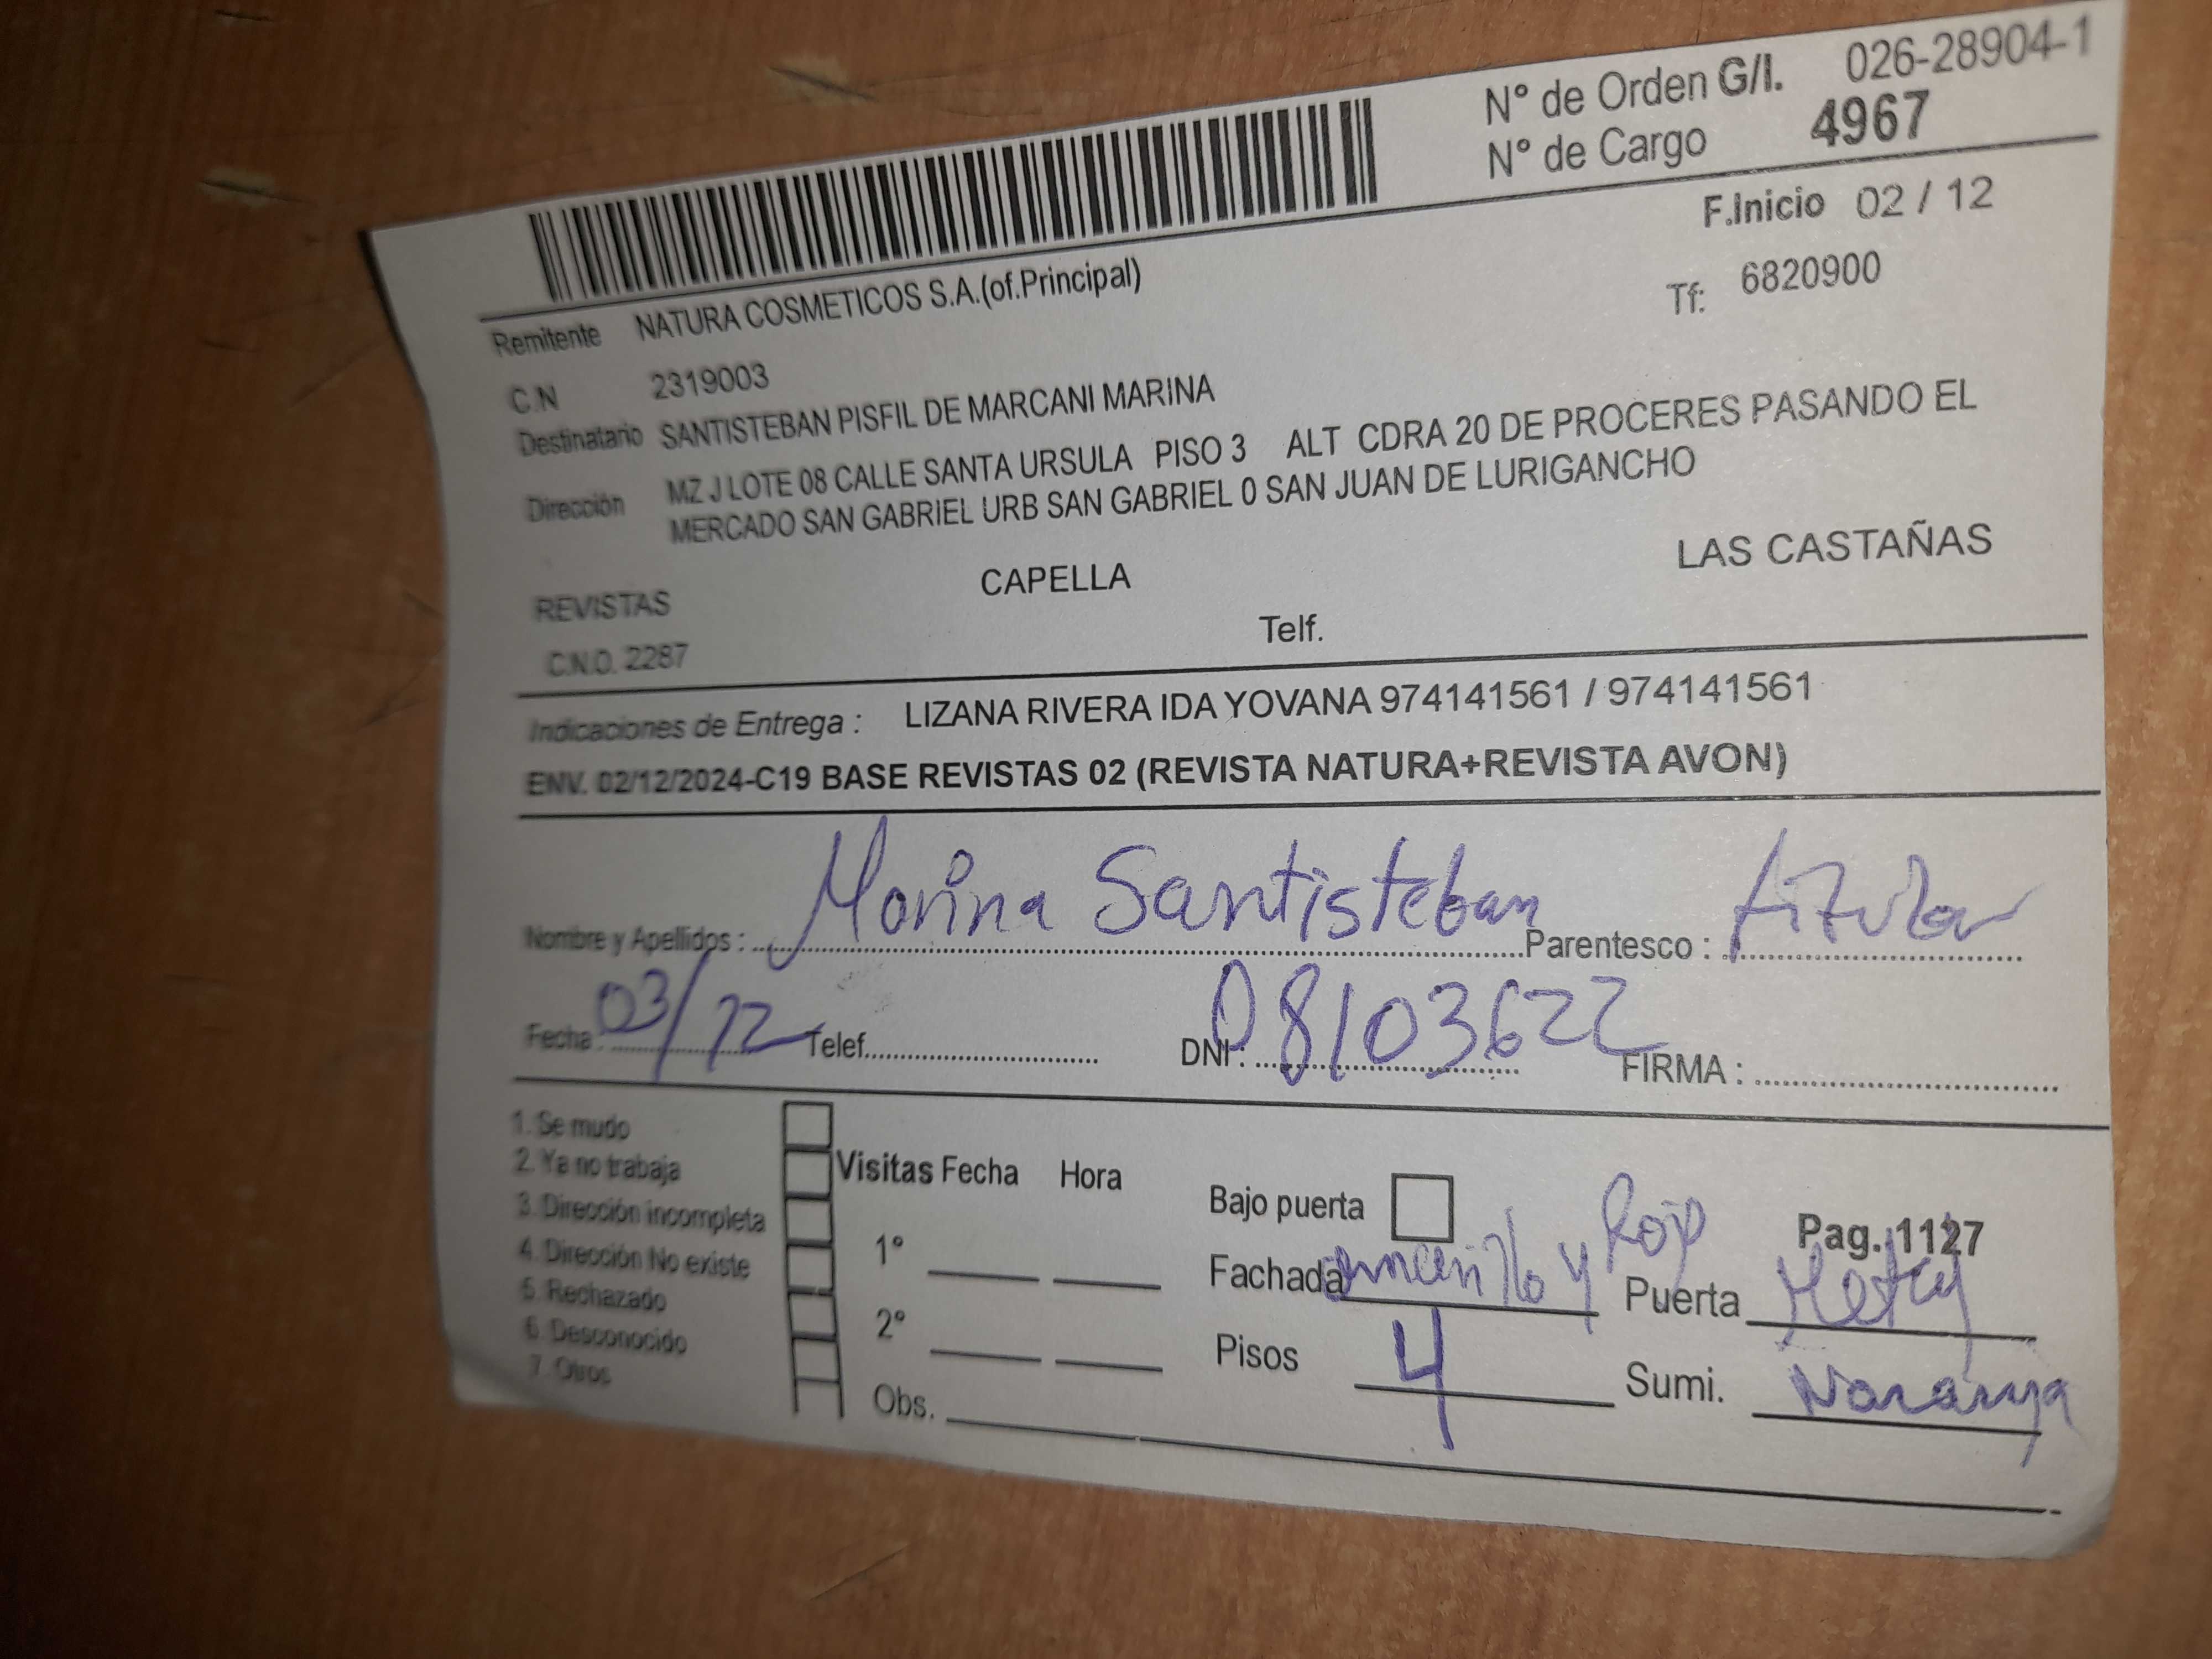 N° de Orden G/I. 026-28904-1
N° de Cargo 4967
F.Inicio 02 / 12
Remitente NATURA COSMETICOS S.A.(of.Principal) Tf: 6820900
C.N 2319003
Destinatario SANTISTEBAN PISFIL DE MARCANI MARINA
Dirección MZ J LOTE 08 CALLE SANTA URSULA PISO 3 ALT CDRA 20 DE PROCERES PASANDO EL
MERCADO SAN GABRIEL URB SAN GABRIEL 0 SAN JUAN DE LURIGANCHO
REVISTAS CAPELLA LAS CASTAÑAS
C.N.O. 2287 Telf.
Indicaciones de Entrega : LIZANA RIVERA IDA YOVANA 974141561 / 974141561
ENV. 02/12/2024-C19 BASE REVISTAS 02 (REVISTA NATURA+REVISTA AVON)
Nombre y Apellidos : Marina Santisteban Parentesco : titular
Fecha : 03/12 Telef. DNI : 08103622 FIRMA :
1. Se mudo
2. Ya no trabaja
3. Dirección incompleta
4. Dirección No existe
5. Rechazado
6. Desconocido
7. Otros
Visitas Fecha Hora
1°
2°
Obs.
Bajo puerta Pag. 1127
Fachada amarillo y Rojo Puerta
Pisos 4 Sumi. Naranja